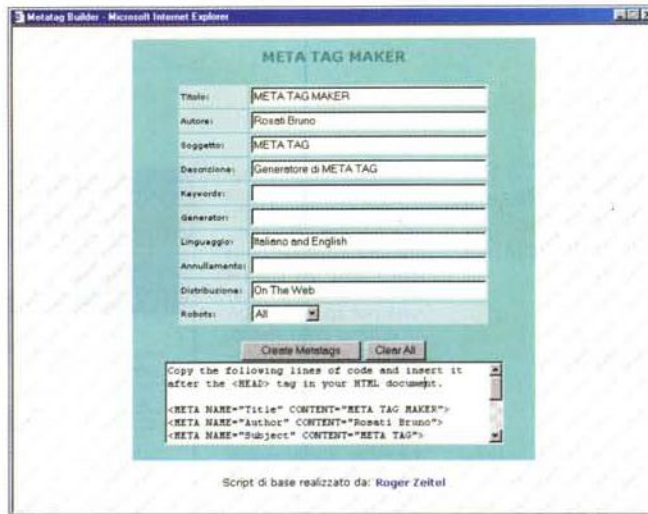 Metatag Builder - Microsoft Internet Explorer
META TAG MAKER
Titolo: META TAG MAKER
Autore: Rosati Bruno
Soggetto: META TAG
Descrizione: Generatore di META TAG
Keywords:
Generator:
Linguaggio: Italiano and English
Annullamento:
Distribuzione: On The Web
Robots: All
Create Metatags Clear All
Copy the following lines of code and insert it
after the <HEAD> tag in your HTML document.
<META NAME="Title" CONTENT="META TAG MAKER">
<META NAME="Author" CONTENT="Rosati Bruno">
<META NAME="Subject" CONTENT="META TAG">
Script di base realizzato da: Roger Zeitel